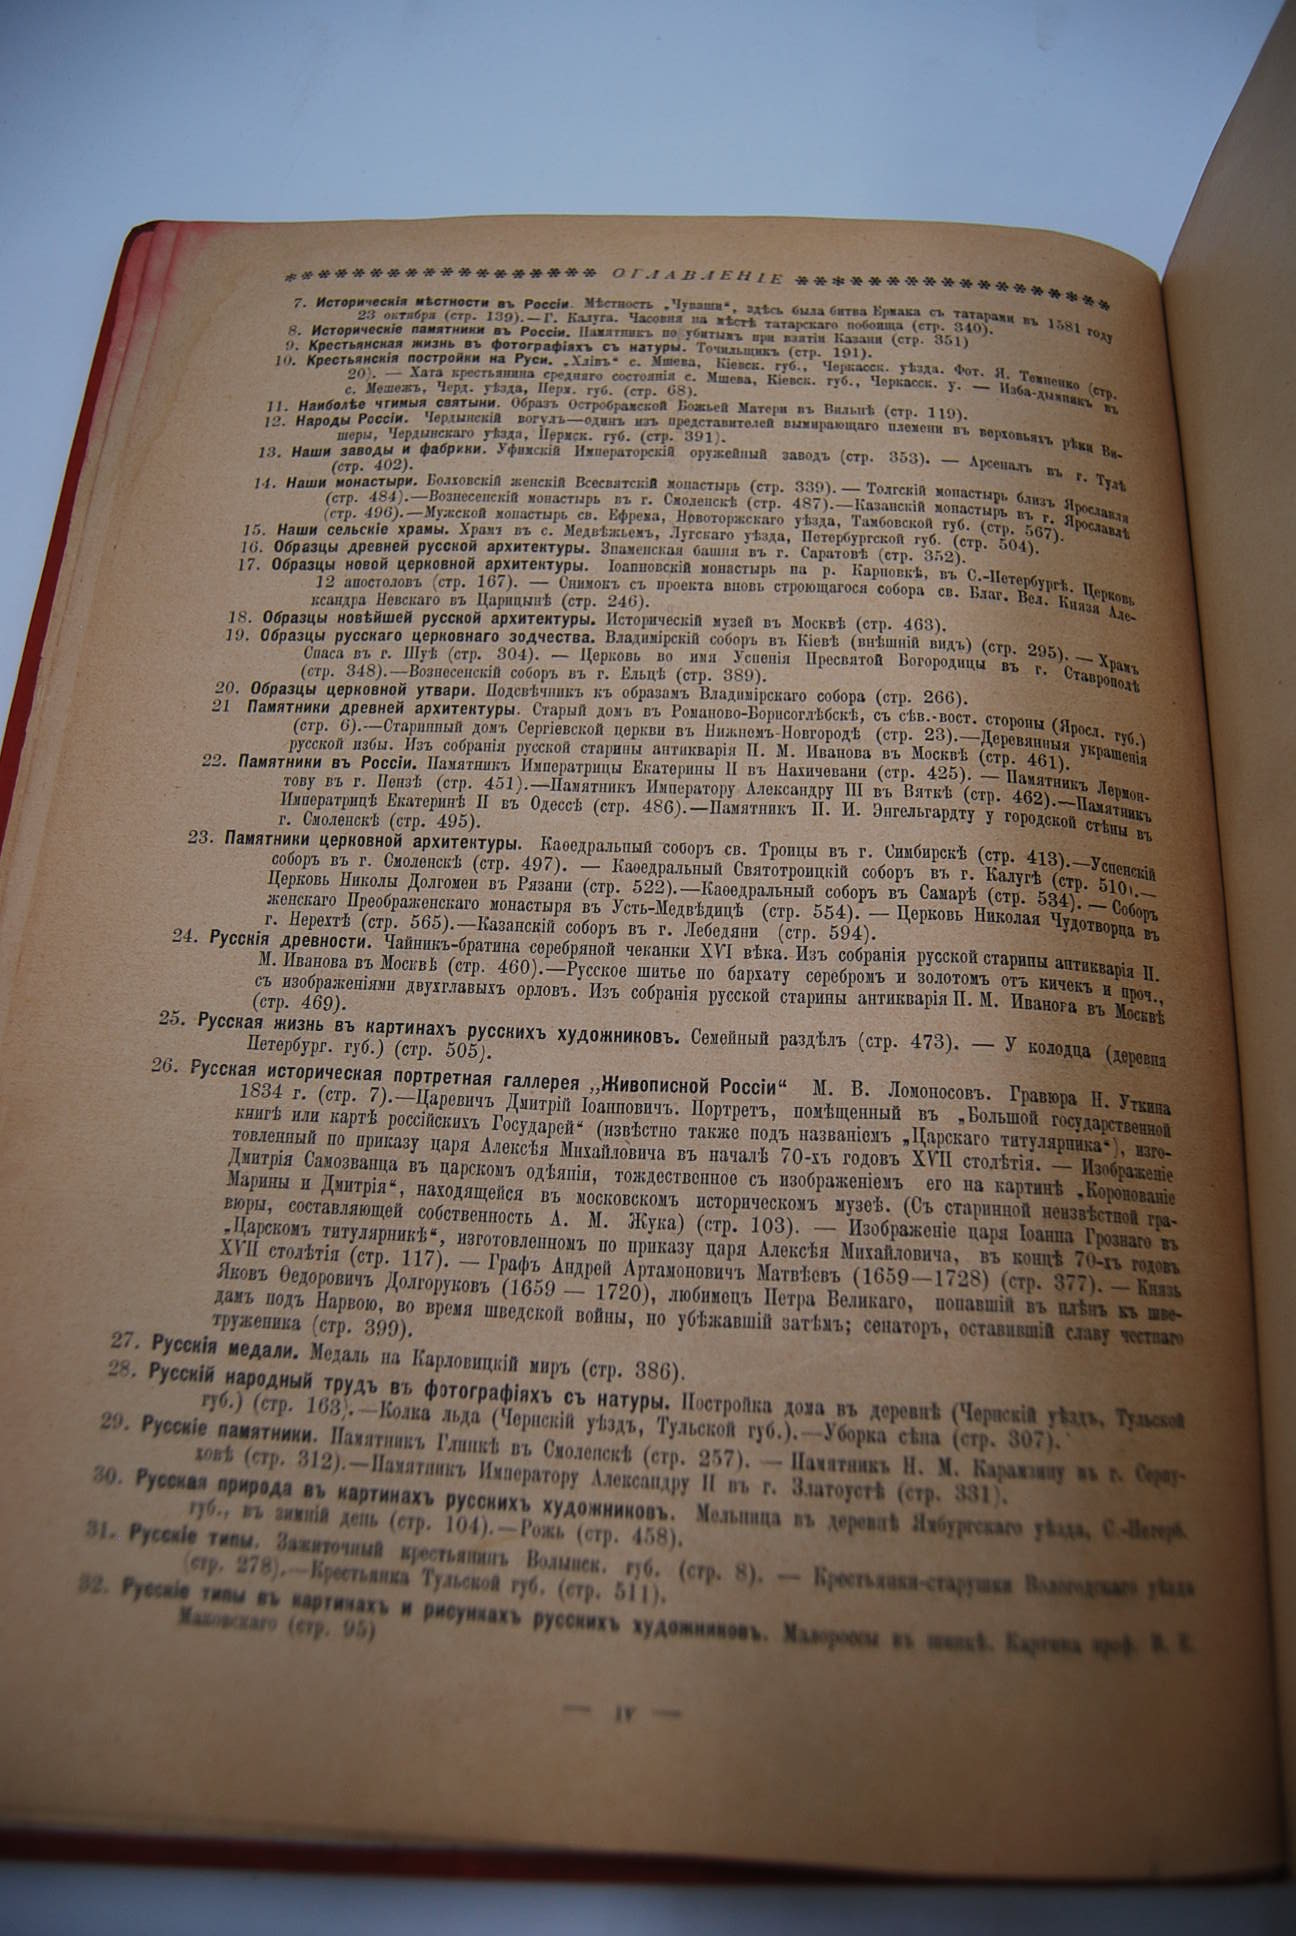 ОГЛАВЛЕНІЕ
7. Историческія мѣстности въ Россіи. Мѣстность „Чуваши“, здѣсь была битва Ермака съ татарами въ 1581 году
23 октября (стр. 139).—Г. Калуга. Часовня на мѣстѣ татарскаго побоища (стр. 340).
8. Историческіе памятники въ Россіи. Памятник по убитымъ при взятіи Казани (стр. 351)
9. Крестьянская жизнь въ фотографіяхъ съ натуры. Точильщикъ (стр. 191).
10. Крестьянскія постройки на Руси. „Хлівъ“ с. Мшева, Кіевск. губ., Черкасск. уѣзда. Фот. Я. Темненко (стр.
20). — Хата крестьянина средняго состоянія с. Мшева, Кіевск. губ., Черкасск. у. — Изба-дымникъ въ
с. Мешежъ, Черд. уѣзда, Перм. губ. (стр. 68).
11. Наиболѣе чтимыя святыни. Образъ Остробрамской Божьей Матери въ Вильнѣ (стр. 119).
12. Народы Россіи. Чердынскій вогулъ—одинъ изъ представителей вымирающаго племени въ верховьяхъ рѣки Ви-
шеры, Чердынскаго уѣзда, Пермск. губ. (стр. 391).
13. Наши заводы и фабрики. Уфимскій Императорскій оружейный заводъ (стр. 353). — Арсеналъ въ г. Тулѣ
(стр. 402).
14. Наши монастыри. Болховскій женскій Всесвятскій монастырь (стр. 339). — Толгскій монастырь близъ Ярославля
(стр. 484).—Вознесенскій монастырь въ г. Смоленскѣ (стр. 487).—Казанскій монастырь въ г. Ярославлѣ
(стр. 496).—Мужской монастырь св. Ефрема, Новоторжскаго уѣзда, Тамбовской губ. (стр. 567).
15. Наши сельскіе храмы. Храмъ въ с. Медвѣжьемъ, Лугскаго уѣзда, Петербургской губ. (стр. 504).
16. Образцы древней русской архитектуры. Знаменская башня въ г. Саратовѣ (стр. 352).
17. Образцы новой церковной архитектуры. Іоанновскій монастырь на р. Карповкѣ, въ С.-Петербургѣ. Церковь
12 апостоловъ (стр. 167). — Снимокъ съ проекта вновь строющагося собора св. Благ. Вел. Князя Але-
ксандра Невскаго въ Царицынѣ (стр. 246).
18. Образцы новѣйшей русской архитектуры. Историческій музей въ Москвѣ (стр. 463).
19. Образцы русскаго церковнаго зодчества. Владимірскій соборъ въ Кіевѣ (внѣшній видъ) (стр. 295). — Храмъ
Спаса въ г. Шуѣ (стр. 304). — Церковь во имя Успенія Пресвятой Богородицы въ г. Ставрополѣ
(стр. 348).—Вознесенскій соборъ въ г. Ельцѣ (стр. 389).
20. Образцы церковной утвари. Подсвѣчникъ къ образамъ Владимірскаго собора (стр. 266).
21 Памятники древней архитектуры. Старый домъ въ Романово-Борисоглѣбскѣ, съ сѣв.-вост. стороны (Яросл. губ.)
(стр. 6).—Старинный домъ Сергіевской церкви въ Нижнемъ-Новгородѣ (стр. 23).—Деревянныя украшенія
русской избы. Изъ собранія русской старины антикварія П. М. Иванова въ Москвѣ (стр. 461).
22. Памятники въ Россіи. Памятникъ Императрицы Екатерины II въ Нахичевани (стр. 425). — Памятникъ Лермон-
тову въ г. Пензѣ (стр. 451).—Памятникъ Императору Александру III въ Вяткѣ (стр. 462).—Памятникъ
Императрицѣ Екатеринѣ II въ Одессѣ (стр. 486).—Памятникъ П. И. Энгельгардту у городской стѣны въ
г. Смоленскѣ (стр. 495).
23. Памятники церковной архитектуры. Каѳедральный соборъ св. Троицы въ г. Симбирскѣ (стр. 413).—Успенскій
соборъ въ г. Смоленскѣ (стр. 497). — Каѳедральный Святотроицкій соборъ въ г. Калугѣ (стр. 510).—
Церковь Николы Долгомеи въ Рязани (стр. 522).—Каѳедральный соборъ въ Самарѣ (стр. 534). — Соборъ
женскаго Преображенскаго монастыря въ Усть-Медвѣдицѣ (стр. 554). — Церковь Николая Чудотворца въ
г. Нерехтѣ (стр. 565).—Казанскій соборъ въ г. Лебедяни (стр. 594).
24. Русскія древности. Чайникъ-братина серебряной чеканки XVI вѣка. Изъ собранія русской старины антикварія П.
М. Иванова въ Москвѣ (стр. 460).—Русское шитье по бархату серебромъ и золотомъ отъ кичекъ и проч.,
съ изображеніями двухглавыхъ орловъ. Изъ собранія русской старины антикварія П. М. Иванова въ Москвѣ
(стр. 469).
25. Русская жизнь въ картинахъ русскихъ художниковъ. Семейный раздѣлъ (стр. 473). — У колодца (деревня
Петербург. губ.) (стр. 505).
26. Русская историческая портретная галлерея „Живописной Россіи“ М. В. Ломоносовъ. Гравюра Н. Уткина
1834 г. (стр. 7).—Царевичъ Дмитрій Іоанновичъ. Портретъ, помѣщенный въ „Большой государственной
книгѣ или картѣ россійскихъ Государей“ (извѣстно также подъ названіемъ „Царскаго титулярника“), изго-
товленный по приказу царя Алексѣя Михайловича въ началѣ 70-хъ годовъ XVII столѣтія. — Изображеніе
Дмитрія Самозванца въ царскомъ одѣяніи, тождественное съ изображеніемъ его на картинѣ „Коронованіе
Марины и Дмитрія“, находящейся въ московскомъ историческомъ музеѣ. (Съ старинной неизвѣстной гра-
вюры, составляющей собственность А. М. Жука) (стр. 103). — Изображеніе царя Іоанна Грознаго въ
„Царскомъ титулярникѣ“, изготовленномъ по приказу царя Алексѣя Михайловича, въ концѣ 70-хъ годовъ
XVII столѣтія (стр. 117). — Графъ Андрей Артамоновичъ Матвѣевъ (1659—1728) (стр. 377). — Князь
Яковъ Ѳедоровичъ Долгоруковъ (1659 — 1720), любимецъ Петра Великаго, попавшій въ плѣнъ къ шве-
дамъ подъ Нарвою, во время шведской войны, но убѣжавшій затѣмъ; сенаторъ, оставившій славу честнаго
труженика (стр. 399).
27. Русскія медали. Медаль на Карловицкій миръ (стр. 386).
28. Русскій народный трудъ въ фотографіяхъ съ натуры. Постройка дома въ деревнѣ (Чернскій уѣздъ, Тульской
губ.) (стр. 163).—Колка льда (Чернскій уѣздъ, Тульской губ.).—Уборка сѣна (стр. 307).
29. Русскіе памятники. Памятникъ Глинкѣ въ Смоленскѣ (стр. 257). — Памятникъ Н. М. Карамзину въ г. Серпу-
ховѣ (стр. 312).—Памятникъ Императору Александру II въ г. Златоустѣ (стр. 331).
30. Русская природа въ картинахъ русскихъ художниковъ. Мельница въ деревнѣ Ямбургскаго уѣзда, С.-Петерб.
губ., въ зимній день (стр. 104).—Рожь (стр. 458).
31. Русскіе типы. Зажиточный крестьянинъ Волынск. губ. (стр. 8). — Крестьянки-старушки Вологодскаго уѣзда
(стр. 278).—Крестьянка Тульской губ. (стр. 511).
32. Русскіе типы въ картинахъ и рисункахъ русскихъ художниковъ. Малороссы въ шинкѣ. Картина проф. В. Е.
Маковскаго (стр. 95)
— IV —